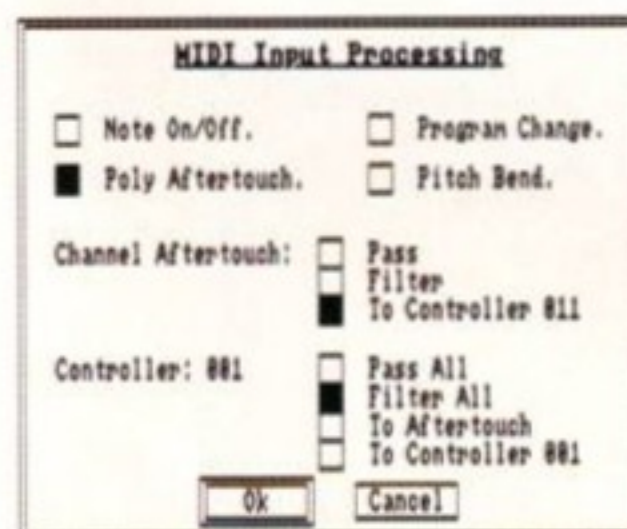 MIDI Input Processing
Note On/Off. Program Change.
Poly Aftertouch. Pitch Bend.
Channel Aftertouch: Pass
Filter
To Controller 011
Controller: 001 Pass All
Filter All
To Aftertouch
To Controller 001
Ok Cancel